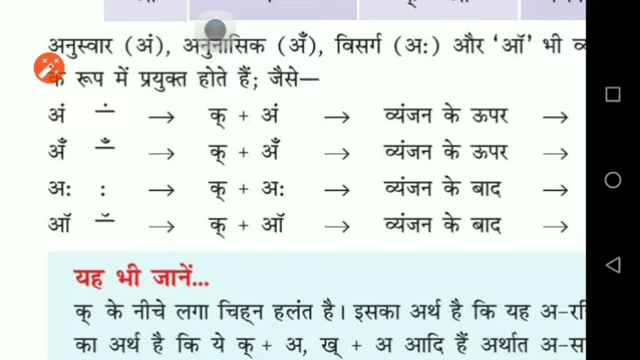 अनुस्वार (अं), अनुनासिक (अँ), विसर्ग (अः) और ‘ऑ’ भी
के रूप में प्रयुक्त होते हैं; जैसे—
अं ं → क् + अं → व्यंजन के ऊपर →
अँ ँ → क् + अँ → व्यंजन के ऊपर →
अः : → क् + अः → व्यंजन के बाद →
ऑ ॅ → क् + ऑ → व्यंजन के बाद →
यह भी जानें...
क् के नीचे लगा चिह्न हलंत है। इसका अर्थ है कि यह अ-
का अर्थ है कि ये क् + अ, ख् + अ आदि हैं अर्थात अ-